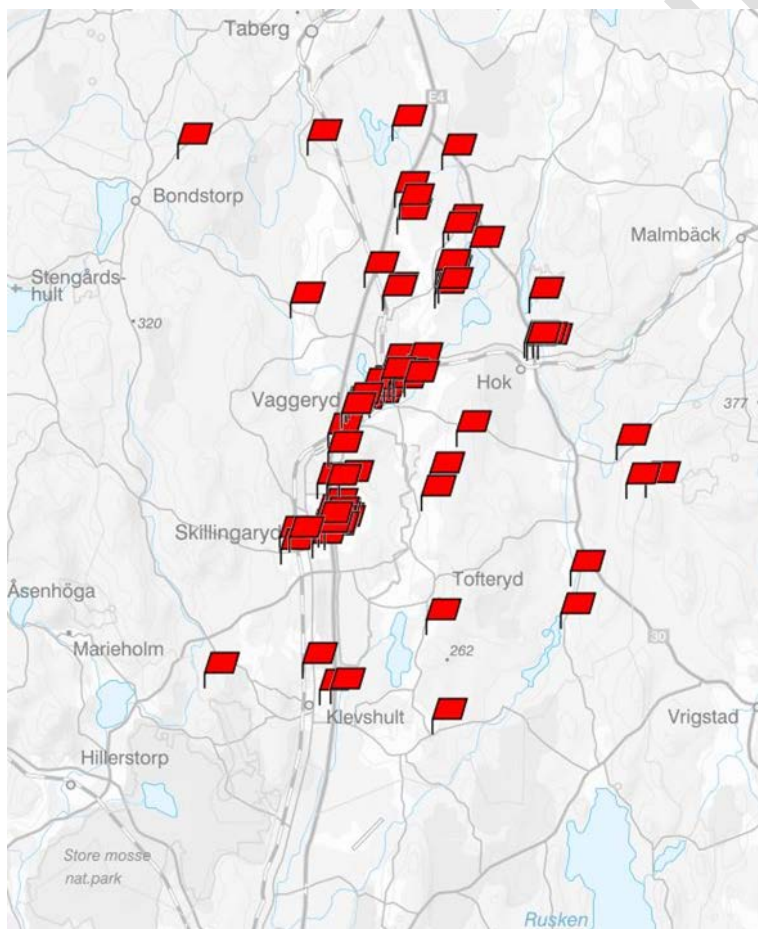 Taberg
E4
Bondstorp
Malmbäck
Stengårds-
hult
320
Hok
Vaggeryd
377
Skillingaryd
Åsenhöga
Tofteryd
Marieholm
30
262
Klevshult
Vrigstad
Hillerstorp
Store mosse
nat.park
Rusken